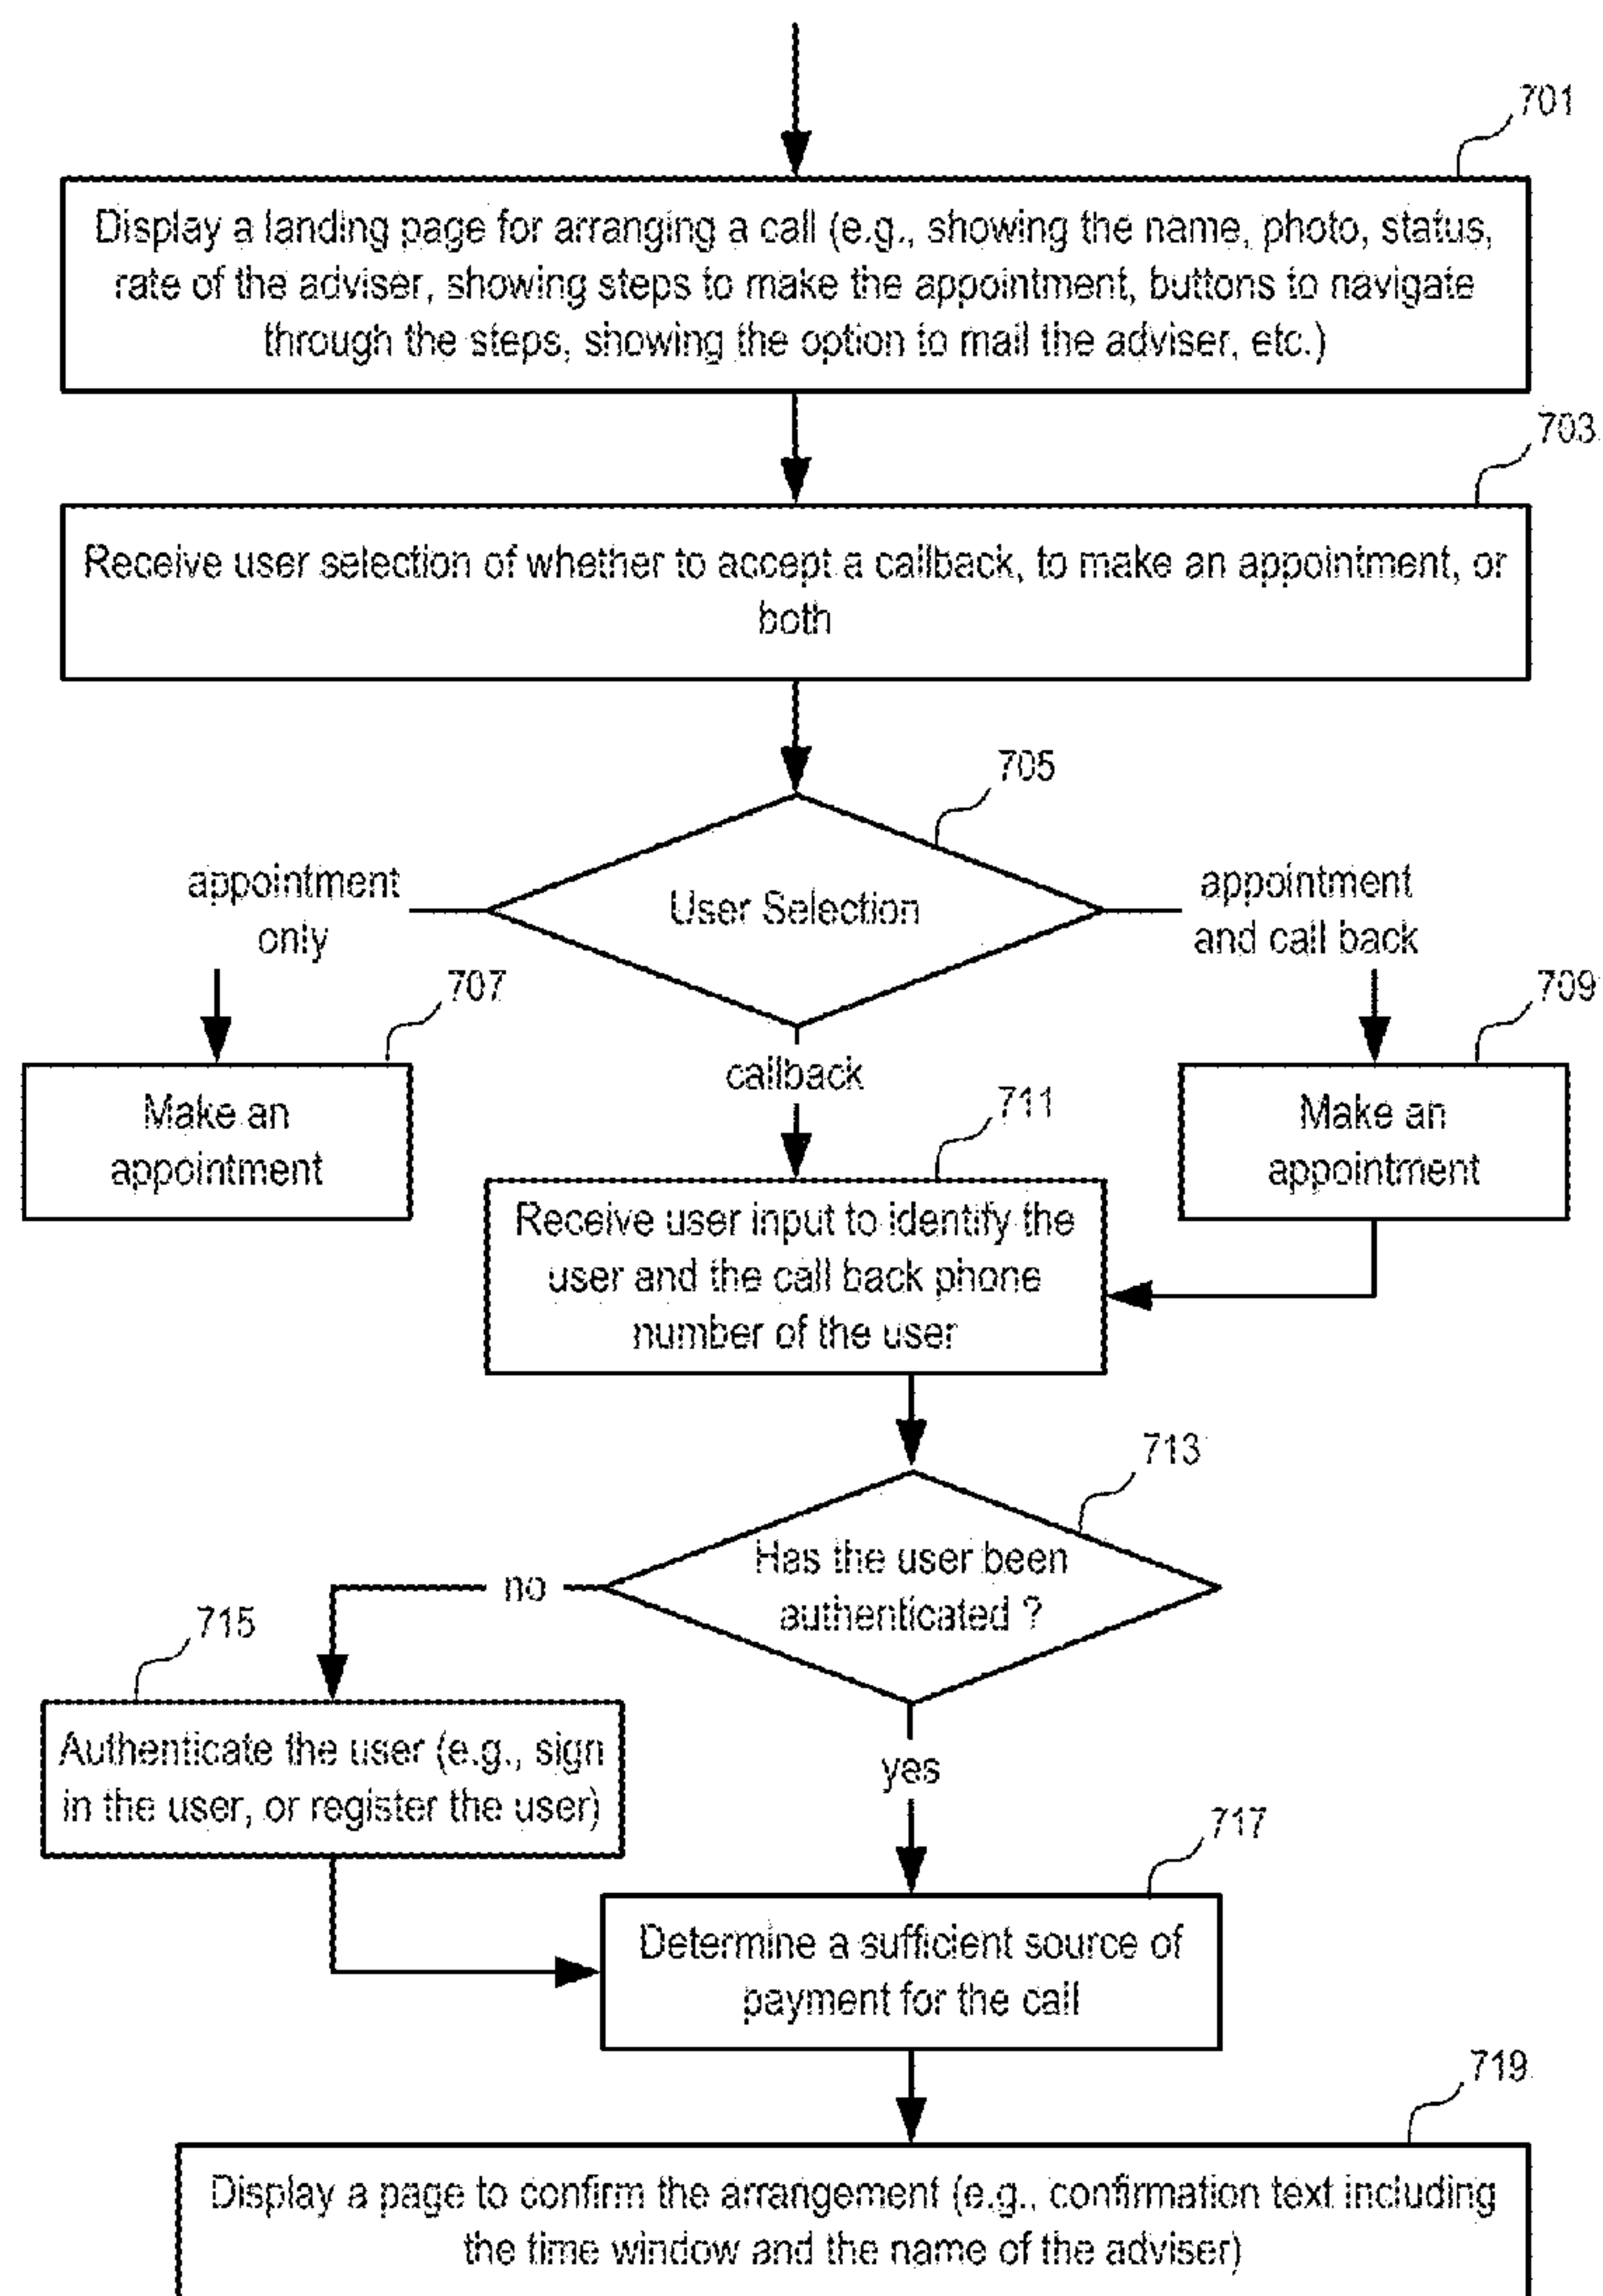 701
Display a landing page for arranging a call (e.g., showing the name, photo, status,
rate of the adviser, showing steps to make the appointment, buttons to navigate
through the steps, showing the option to mail the adviser, etc.)
703
Receive user selection of whether to accept a callback, to make an appointment, or
both
705
User Selection
appointment
only
appointment
and call back
callback
707
Make an
appointment
709
Make an
appointment
711
Receive user input to identify the
user and the call back phone
number of the user
713
Has the user been
authenticated ?
no
yes
715
Authenticate the user (e.g., sign
in the user, or register the user)
717
Determine a sufficient source of
payment for the call
719
Display a page to confirm the arrangement (e.g., confirmation text including
the time window and the name of the adviser)